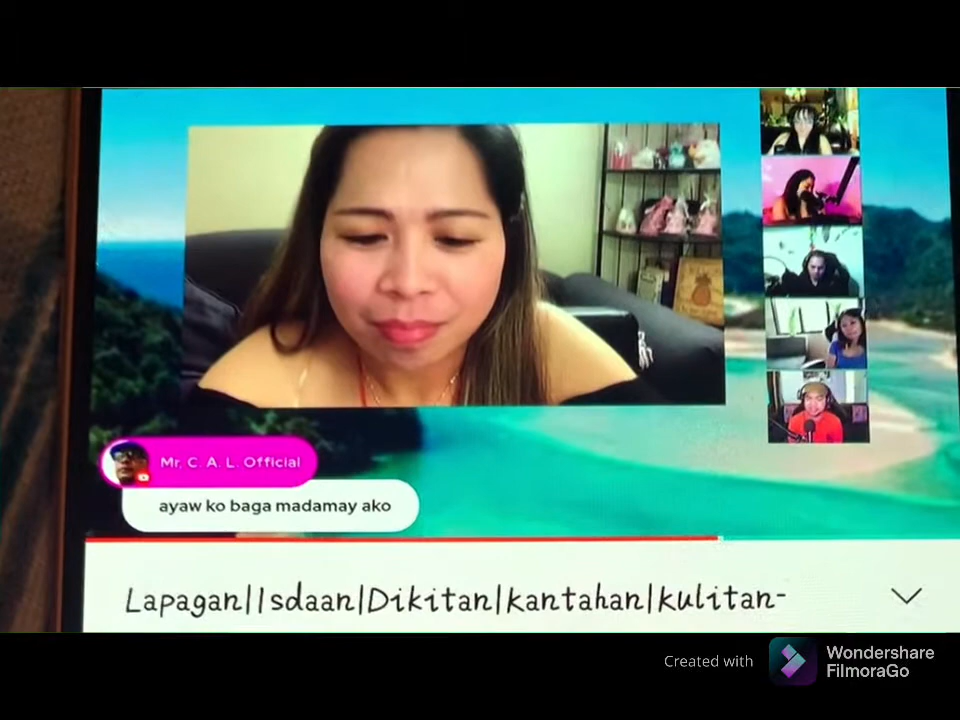 Mr. C. A. L. Official
ayaw ko baga madamay ako
Lapagan||Isdaan|Dikitan|kantahan|kulitan-
Created with
Wondershare
FilmoraGo